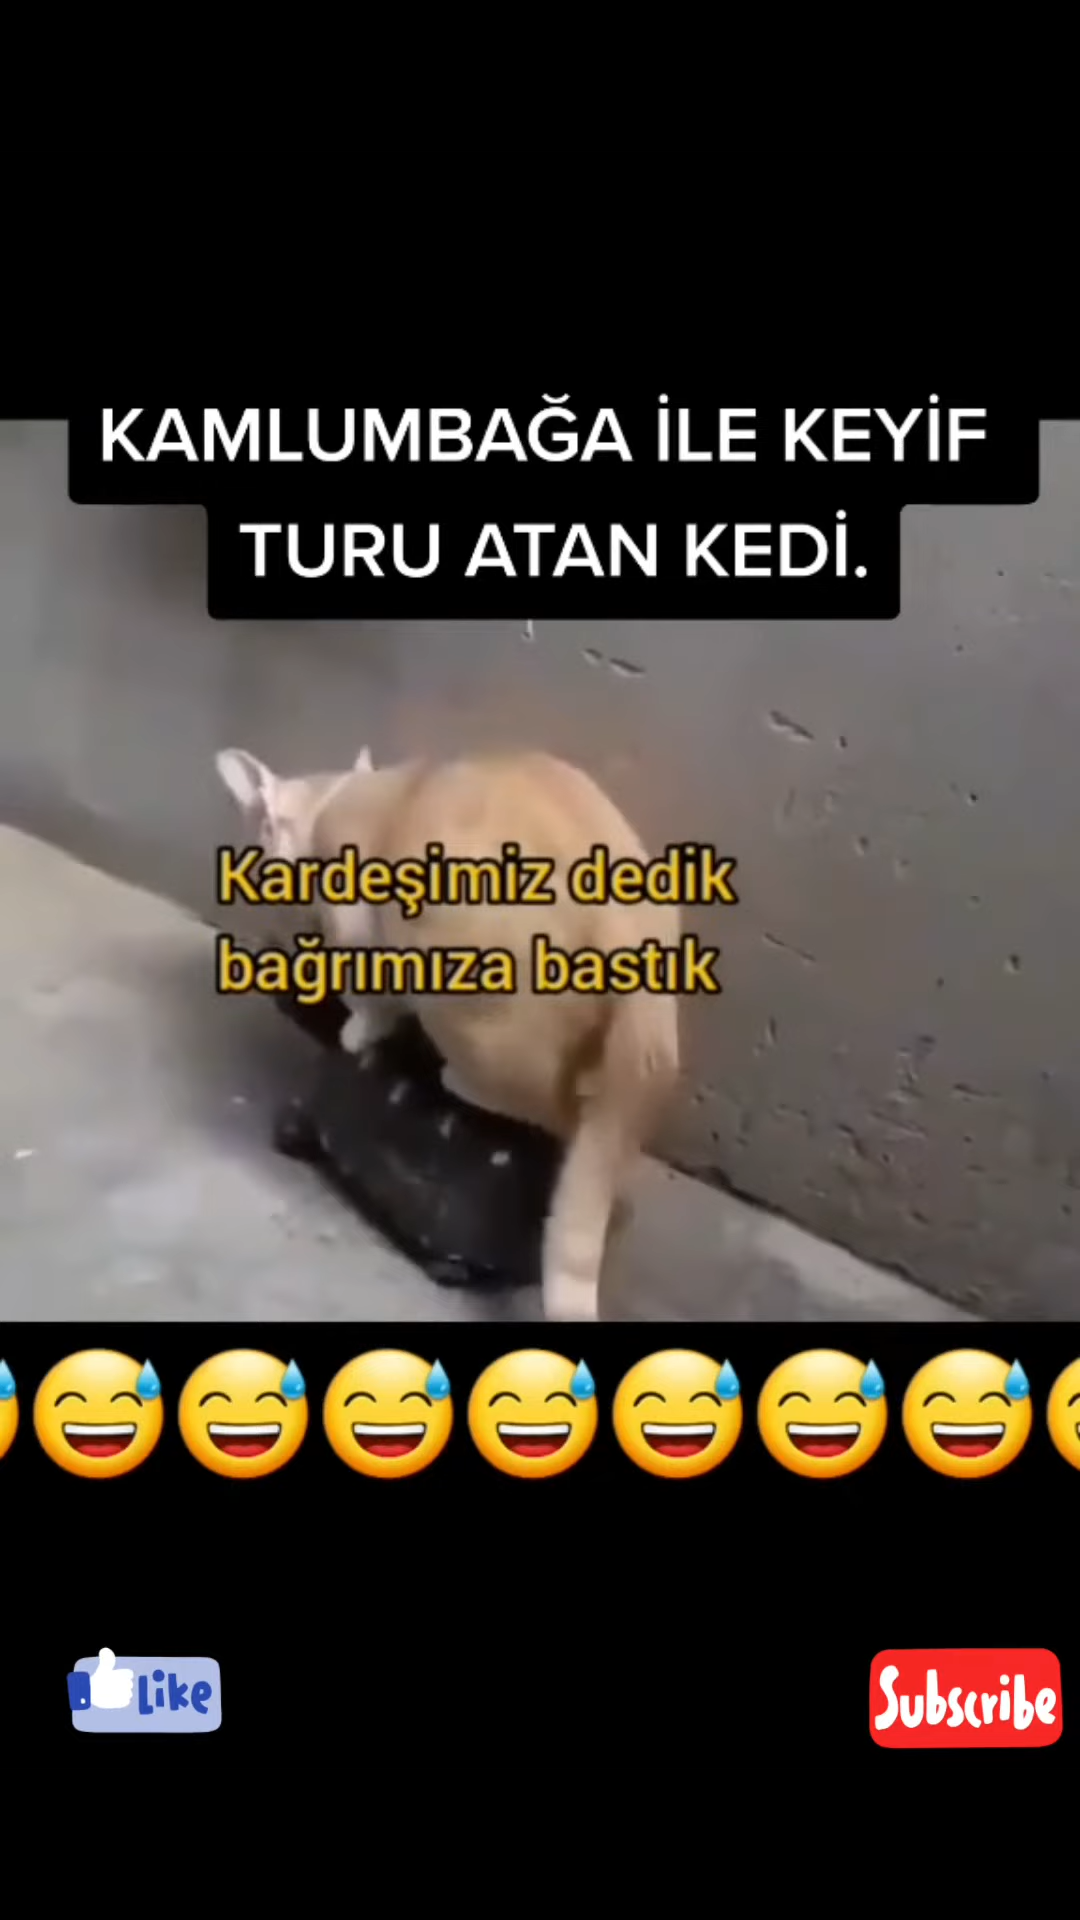 KAMLUMBAĞA İLE KEYİF
TURU ATAN KEDİ.
Kardeşimiz dedik
bağrımıza bastık
Like
Subscribe